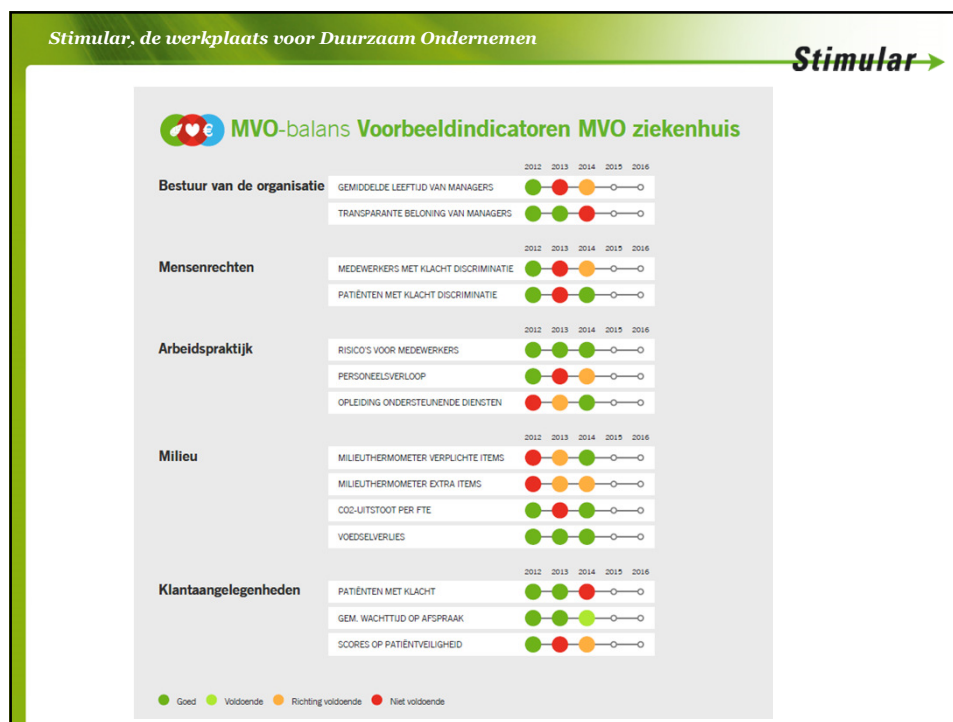 Stimular, de werkplaats voor Duurzaam Ondernemen
Stimular
MVO-balans Voorbeeldindicatoren MVO ziekenhuis
2012 2013 2014 2015 2016
Bestuur van de organisatie
GEMIDDELDE LEEFTIJD VAN MANAGERS
TRANSPARANTE BELONING VAN MANAGERS
2012 2013 2014 2015 2016
Mensenrechten
MEDEWERKERS MET KLACHT DISCRIMINATIE
PATIËNTEN MET KLACHT DISCRIMINATIE
2012 2013 2014 2015 2016
Arbeidspraktijk
RISICO'S VOOR MEDEWERKERS
PERSONEELSVERLOOP
OPLEIDING ONDERSTEUNENDE DIENSTEN
2012 2013 2014 2015 2016
Milieu
MILIEUTHERMOMETER VERPLICHTE ITEMS
MILIEUTHERMOMETER EXTRA ITEMS
CO2-UITSTOOT PER FTE
VOEDSELVERLIES
2012 2013 2014 2015 2016
Klantaangelegenheden
PATIËNTEN MET KLACHT
GEM. WACHTTIJD OP AFSPRAAK
SCORES OP PATIËNTVEILIGHEID
Goed Voldoende Richting voldoende Niet voldoende